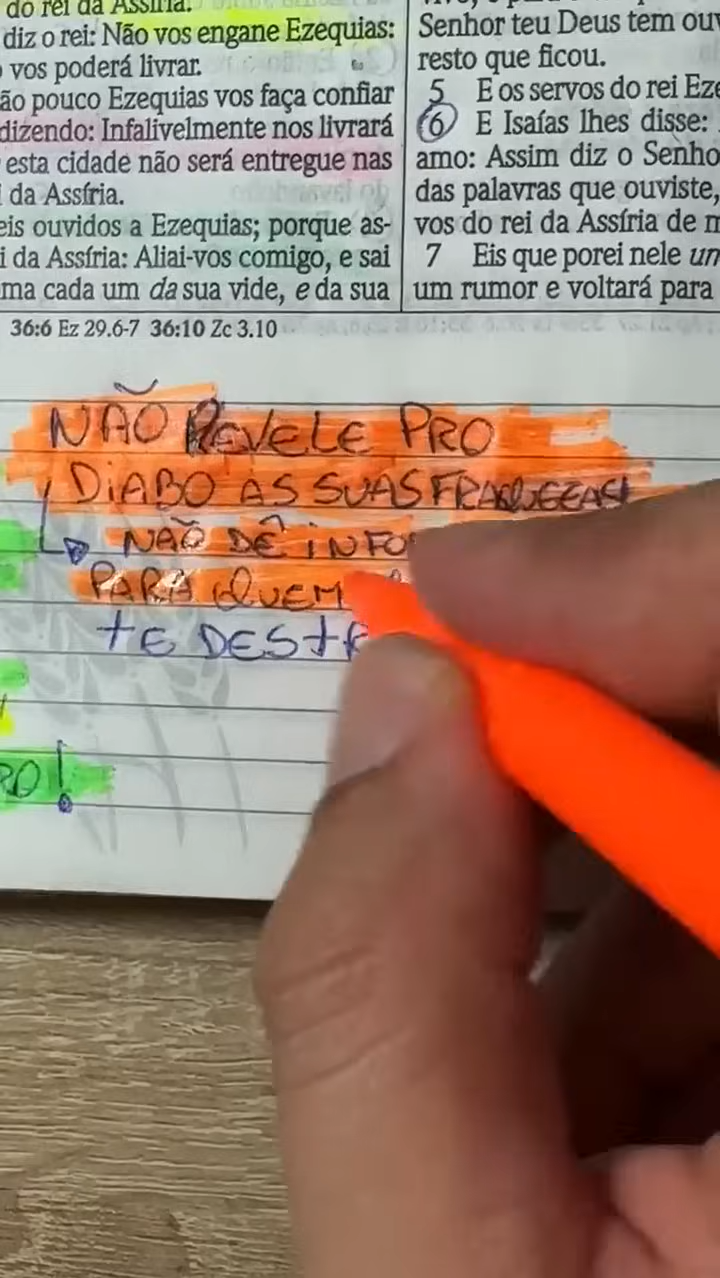 do rei da Assíria.
diz o rei: Não vos engane Ezequias:
vos poderá livrar.
ão pouco Ezequias vos faça confiar
dizendo: Infalivelmente nos livrará
esta cidade não será entregue nas
da Assíria.
eis ouvidos a Ezequias; porque as-
i da Assíria: Aliai-vos comigo, e sai
ma cada um da sua vide, e da sua
Senhor teu Deus tem ouv
resto que ficou.
5 E os servos do rei Eze
6 E Isaías lhes disse:
amo: Assim diz o Senho
das palavras que ouviste,
vos do rei da Assíria de m
7 Eis que porei nele um
um rumor e voltará para
36:6 Ez 29.6-7 36:10 Zc 3.10
NÃO REVELE PRO
DIABO AS SUAS FRAQUEZAS!
NÃO DÊ INFO
PARA QUEM
TE DESTR
RO!